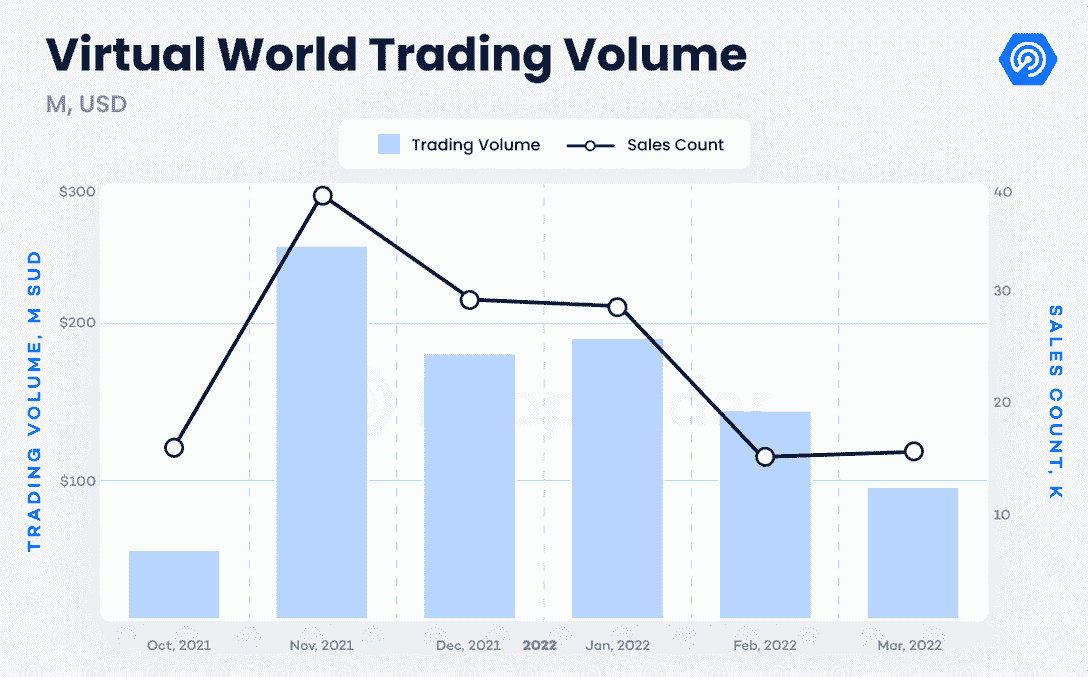 Virtual World Trading Volume
M, USD
Trading Volume
Sales Count
$300
$200
$100
TRADING VOLUME, M SUD
40
30
20
10
SALES COUNT, K
Oct, 2021
Nov, 2021
Dec, 2021
2022
Jan, 2022
Feb, 2022
Mar, 2022